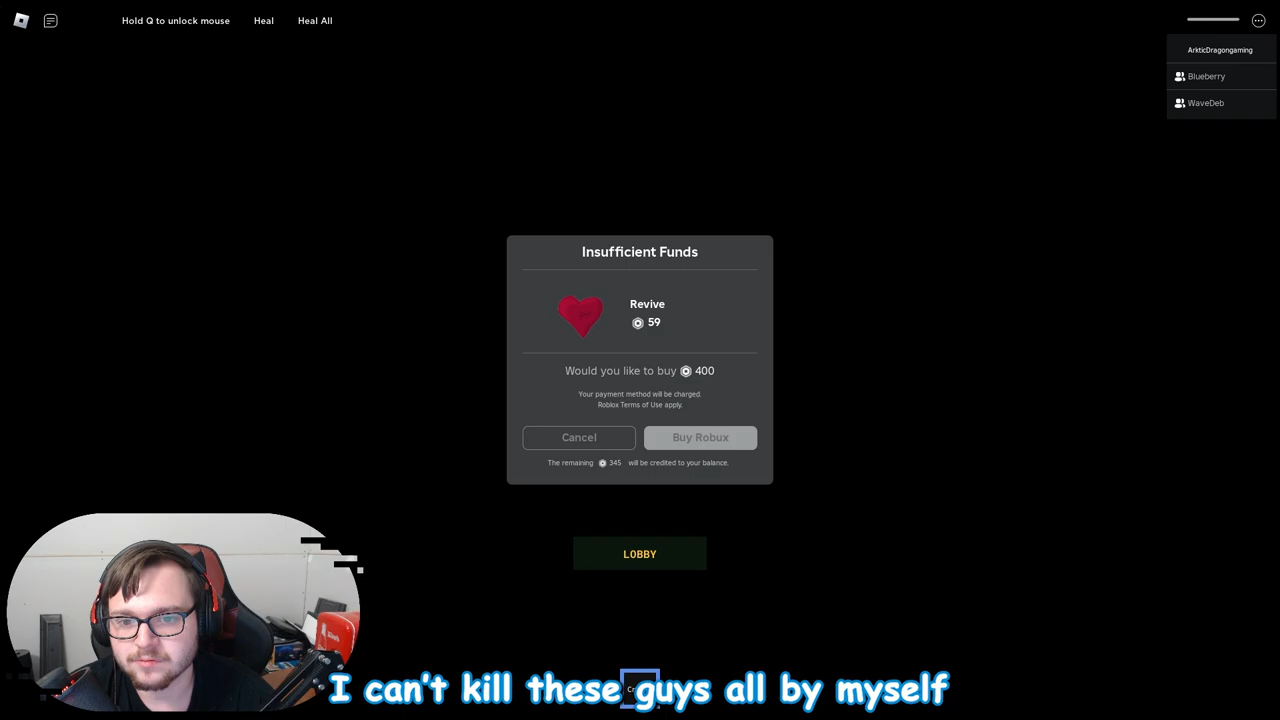 Hold Q to unlock mouse
Heal
Heal All
ArkticDragongaming
Blueberry
WaveDeb
Insufficient Funds
Revive
59
Would you like to buy 400
Your payment method will be charged.
Roblox Terms of Use apply.
Cancel
Buy Robux
The remaining 345 will be credited to your balance.
LOBBY
I can't kill these guys all by myself